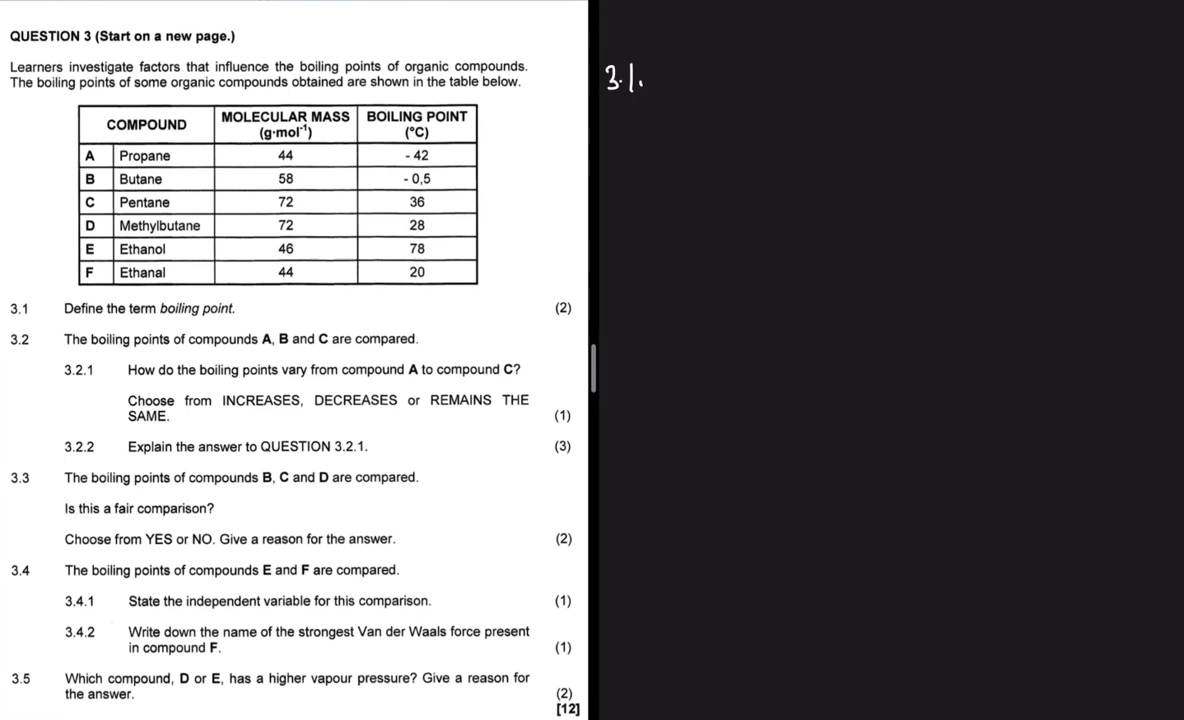 QUESTION 3 (Start on a new page.)
Learners investigate factors that influence the boiling points of organic compounds.
The boiling points of some organic compounds obtained are shown in the table below.
COMPOUND MOLECULAR MASS (g·mol⁻¹) BOILING POINT (°C)
A Propane 44 - 42
B Butane 58 - 0,5
C Pentane 72 36
D Methylbutane 72 28
E Ethanol 46 78
F Ethanal 44 20
3.1 Define the term boiling point. (2)
3.2 The boiling points of compounds A, B and C are compared.
3.2.1 How do the boiling points vary from compound A to compound C?
Choose from INCREASES, DECREASES or REMAINS THE
SAME. (1)
3.2.2 Explain the answer to QUESTION 3.2.1. (3)
3.3 The boiling points of compounds B, C and D are compared.
Is this a fair comparison?
Choose from YES or NO. Give a reason for the answer. (2)
3.4 The boiling points of compounds E and F are compared.
3.4.1 State the independent variable for this comparison. (1)
3.4.2 Write down the name of the strongest Van der Waals force present
in compound F. (1)
3.5 Which compound, D or E, has a higher vapour pressure? Give a reason for
the answer. (2)
[12]
3.1.